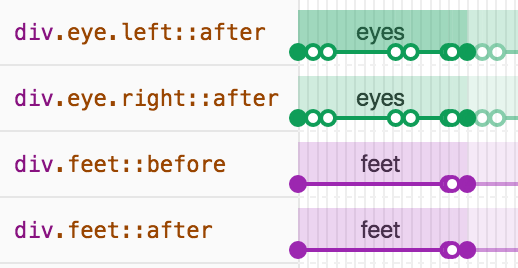 div.eye.left::after eyes
div.eye.right::after eyes
div.feet::before feet
div.feet::after feet